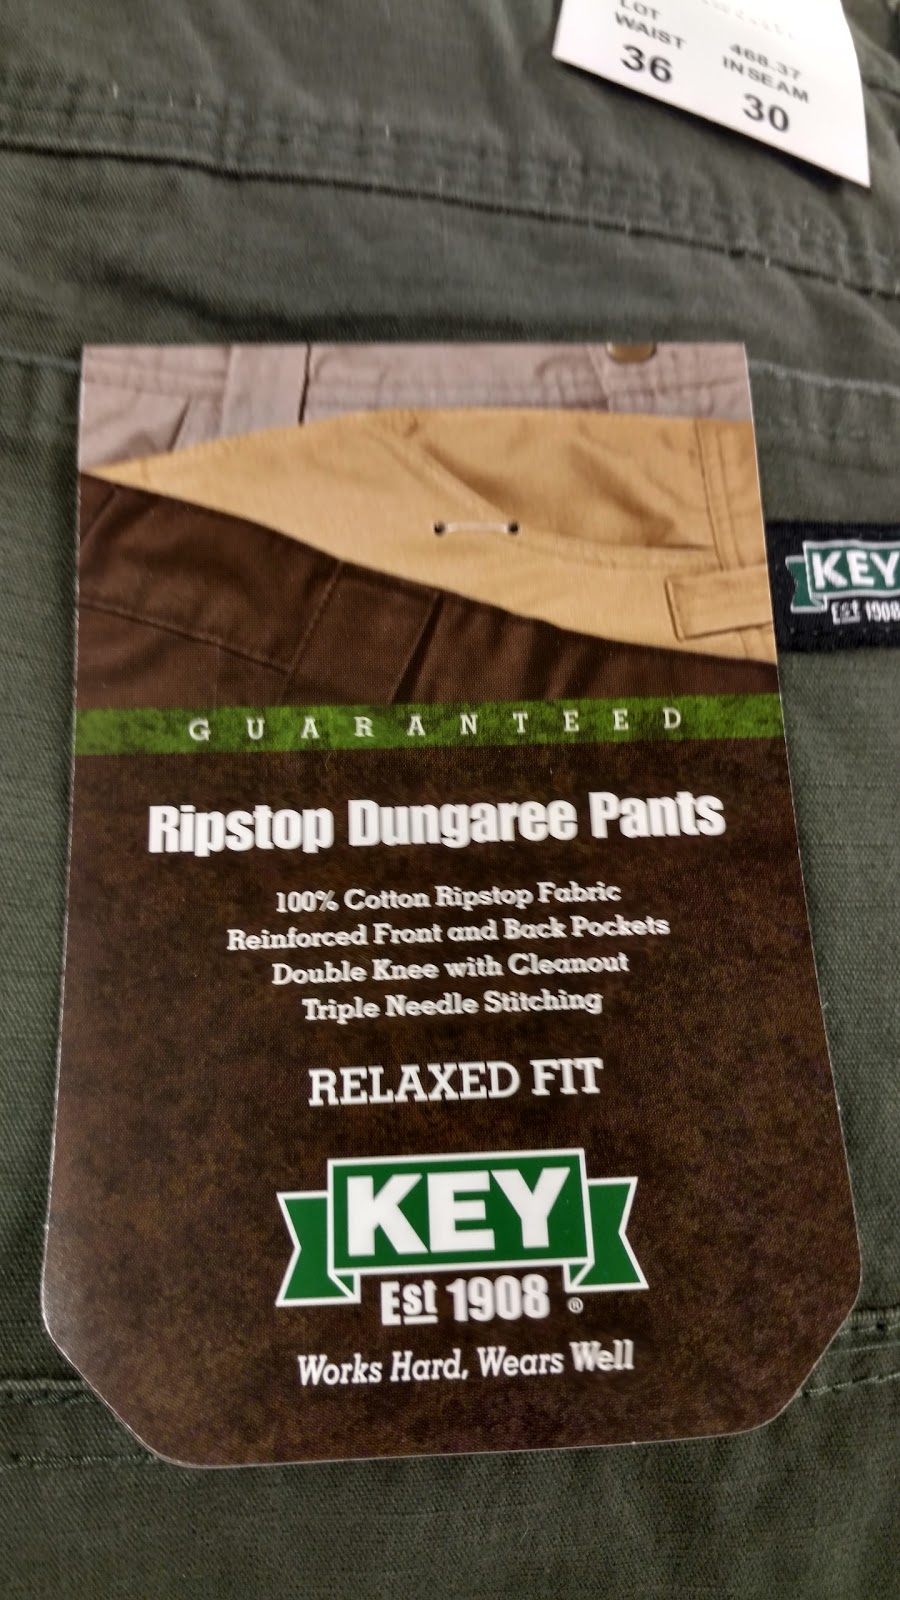 LOT 468.37
WAIST INSEAM
36 30
KEY
Est 1908
GUARANTEED
Ripstop Dungaree Pants
100% Cotton Ripstop Fabric
Reinforced Front and Back Pockets
Double Knee with Cleanout
Triple Needle Stitching
RELAXED FIT
KEY
Est 1908 ®
Works Hard, Wears Well